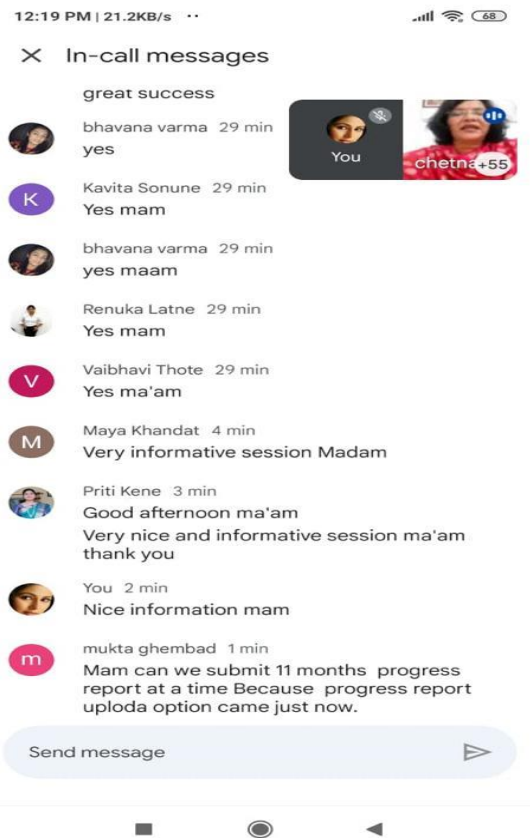 12:19 PM | 21.2KB/s ··
68
In-call messages
great success
You
chetna
+55
bhavana varma 29 min
yes
K
Kavita Sonune 29 min
Yes mam
bhavana varma 29 min
yes maam
Renuka Latne 29 min
Yes mam
V
Vaibhavi Thote 29 min
Yes ma'am
M
Maya Khandat 4 min
Very informative session Madam
Priti Kene 3 min
Good afternoon ma'am
Very nice and informative session ma'am
thank you
You 2 min
Nice information mam
m
mukta ghembad 1 min
Mam can we submit 11 months progress
report at a time Because progress report
uploda option came just now.
Send message